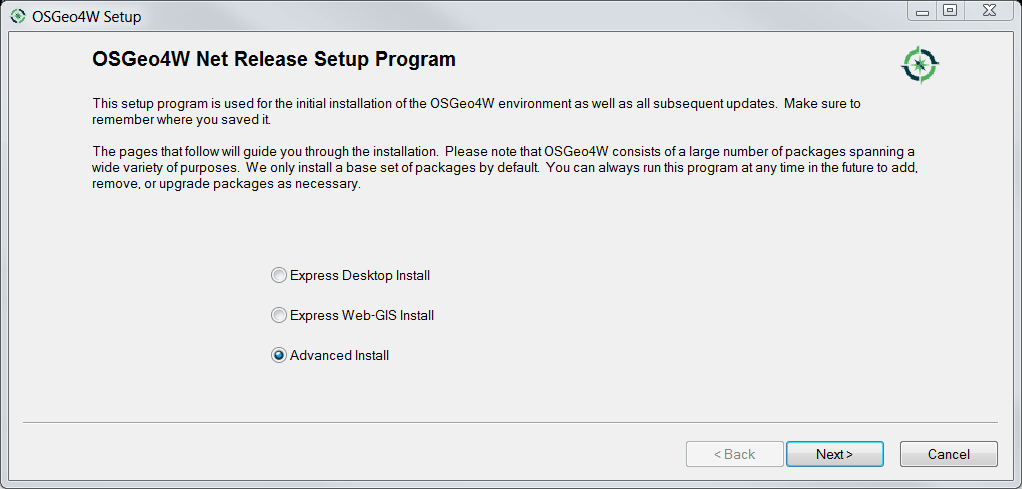 OSGeo4W Setup
OSGeo4W Net Release Setup Program
This setup program is used for the initial installation of the OSGeo4W environment as well as all subsequent updates.  Make sure to
remember where you saved it.
The pages that follow will guide you through the installation.  Please note that OSGeo4W consists of a large number of packages spanning a
wide variety of purposes.  We only install a base set of packages by default.  You can always run this program at any time in the future to add,
remove, or upgrade packages as necessary.
Express Desktop Install
Express Web-GIS Install
Advanced Install
< Back
Next >
Cancel